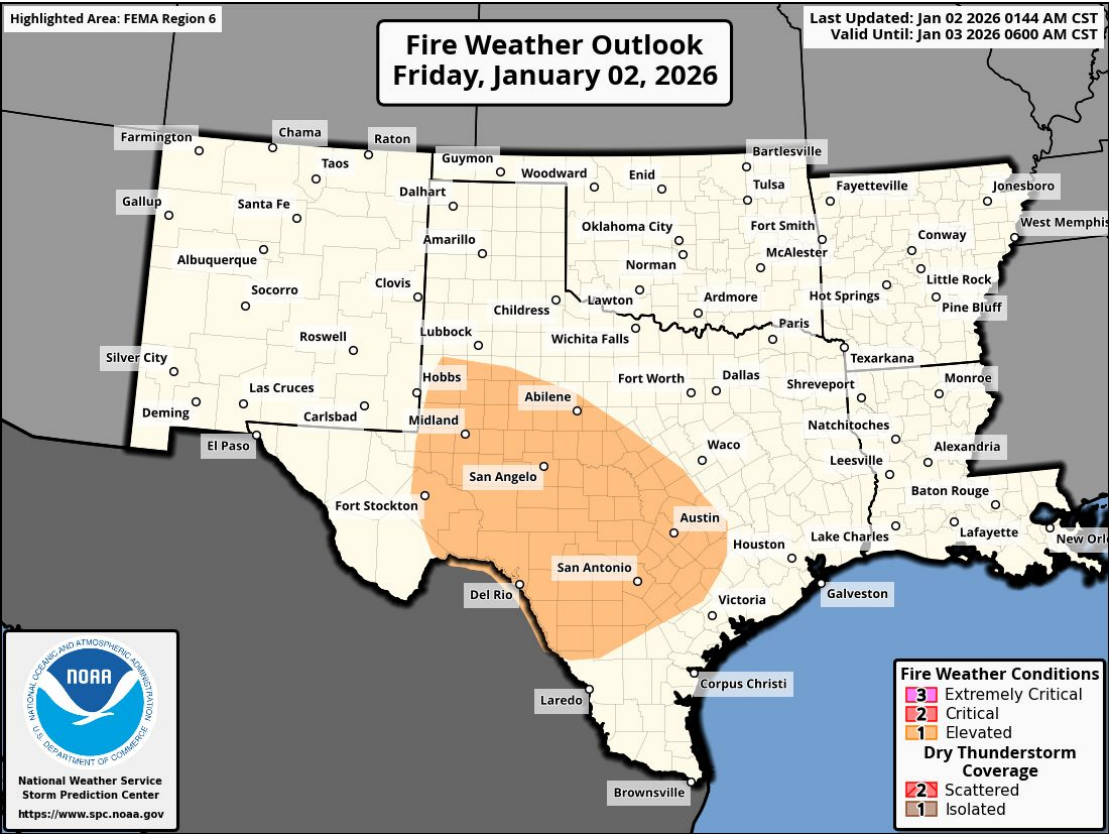 Highlighted Area: FEMA Region 6
Fire Weather Outlook
Friday, January 02, 2026
Last Updated: Jan 02 2026 0144 AM CST
Valid Until: Jan 03 2026 0600 AM CST
Farmington
Chama
Raton
Taos
Guymon
Woodward
Enid
Bartlesville
Tulsa
Fayetteville
Jonesboro
Gallup
Santa Fe
Dalhart
West Memphis
Albuquerque
Amarillo
Oklahoma City
Fort Smith
Conway
Norman
McAlester
Socorro
Clovis
Childress
Lawton
Ardmore
Hot Springs
Little Rock
Pine Bluff
Roswell
Lubbock
Wichita Falls
Paris
Texarkana
Silver City
Las Cruces
Hobbs
Fort Worth
Dallas
Shreveport
Monroe
Deming
Carlsbad
Midland
Abilene
Natchitoches
El Paso
Waco
Leesville
Alexandria
San Angelo
Fort Stockton
Baton Rouge
Austin
Houston
Lake Charles
Lafayette
New Orl
San Antonio
Del Rio
Victoria
Galveston
Laredo
Corpus Christi
Brownsville
NATIONAL OCEANIC AND ATMOSPHERIC ADMINISTRATION
NOAA
U.S. DEPARTMENT OF COMMERCE
National Weather Service
Storm Prediction Center
https://www.spc.noaa.gov
Fire Weather Conditions
3 Extremely Critical
2 Critical
1 Elevated
Dry Thunderstorm
Coverage
2 Scattered
1 Isolated